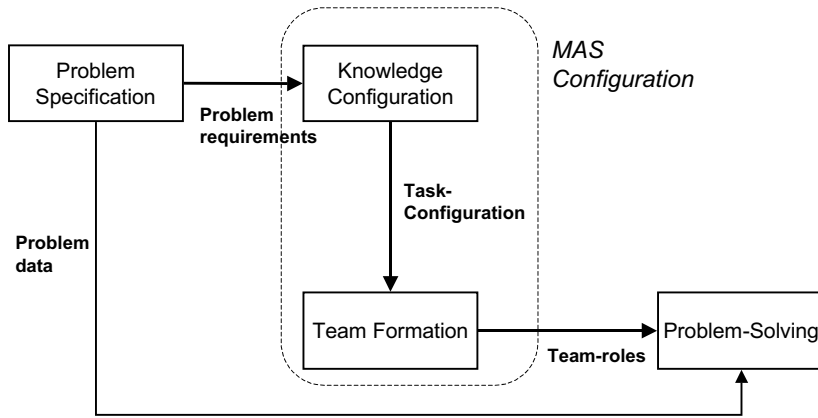 Problem
Specification
Knowledge
Configuration
MAS
Configuration
Problem
requirements
Task-
Configuration
Problem
data
Team Formation
Problem-Solving
Team-roles